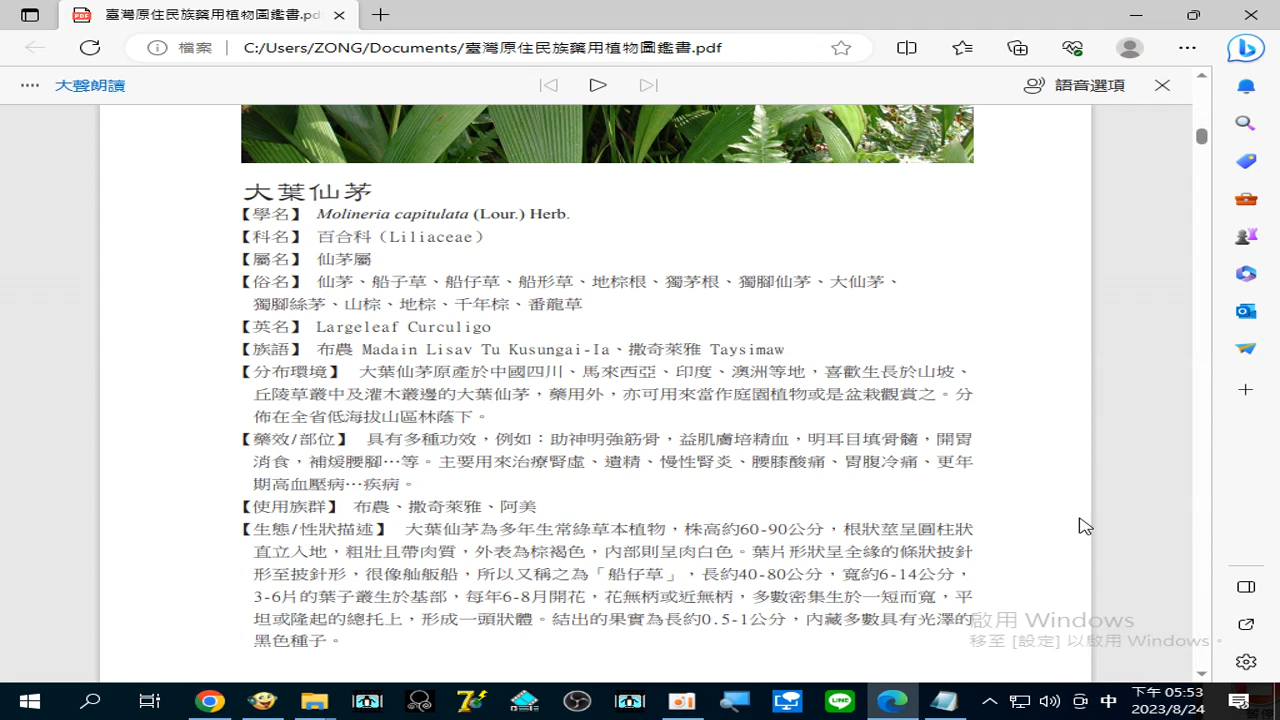 臺灣原住民族藥用植物圖鑑書.pd
檔案
C:/Users/ZONG/Documents/臺灣原住民族藥用植物圖鑑書.pdf
大聲朗讀
語音選項
大葉仙茅
【學名】 Molineria capitulata (Lour.) Herb.
【科名】 百合科（Liliaceae）
【屬名】 仙茅屬
【俗名】 仙茅、船子草、船仔草、船形草、地棕根、獨茅根、獨腳仙茅、大仙茅、
獨腳絲茅、山棕、地棕、千年棕、番龍草
【英名】 Largeleaf Curculigo
【族語】 布農 Madain Lisav Tu Kusungai-Ia、撒奇萊雅 Taysimaw
【分布環境】 大葉仙茅原產於中國四川、馬來西亞、印度、澳洲等地，喜歡生長於山坡、
丘陵草叢中及灌木叢邊的大葉仙茅，藥用外，亦可用來當作庭園植物或是盆栽觀賞之。分
佈在全省低海拔山區林蔭下。
【藥效/部位】 具有多種功效，例如：助神明強筋骨，益肌膚培精血，明耳目填骨髓，開胃
消食，補煖腰腳…等。主要用來治療腎虛、遺精、慢性腎炎、腰膝酸痛、胃腹冷痛、更年
期高血壓病…疾病。
【使用族群】 布農、撒奇萊雅、阿美
【生態/性狀描述】 大葉仙茅為多年生常綠草本植物，株高約60-90公分，根狀莖呈圓柱狀
直立入地，粗壯且帶肉質，外表為棕褐色，內部則呈肉白色。葉片形狀呈全緣的條狀披針
形至披針形，很像舢舨船，所以又稱之為「船仔草」，長約40-80公分，寬約6-14公分，
3-6片的葉子叢生於基部，每年6-8月開花，花無柄或近無柄，多數密集生於一短而寬，平
坦或隆起的總托上，形成一頭狀體。結出的果實為長約0.5-1公分，內藏多數具有光澤的
黑色種子。
啟用 Windows
移至 [設定] 以啟用 Windows。
中
下午 05:53
2023/8/24